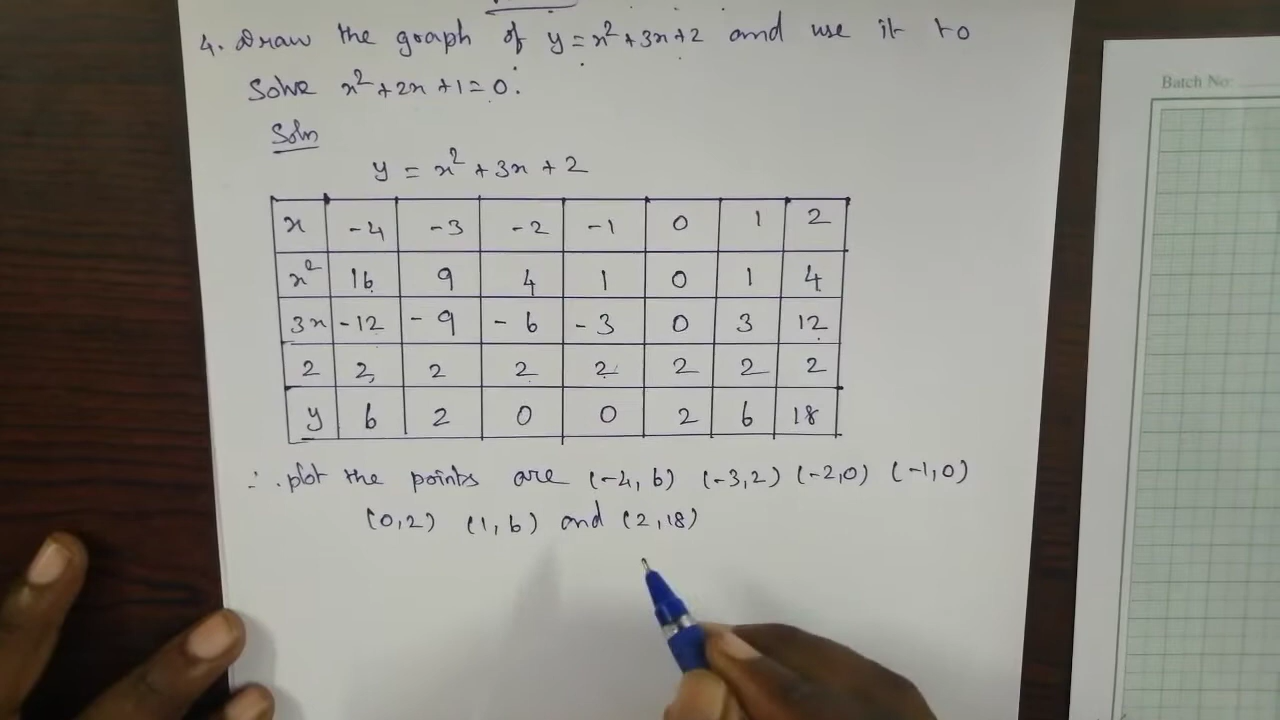 4. Draw the graph of y = x² + 3x + 2 and use it to
Solve x² + 2x + 1 = 0.
Soln
y = x² + 3x + 2
x -4 -3 -2 -1 0 1 2
x² 16 9 4 1 0 1 4
3x -12 -9 -6 -3 0 3 12
2 2 2 2 2 2 2 2
y 6 2 0 0 2 6 18
∴ plot the points are (-4, 6) (-3,2) (-2,0) (-1,0)
(0,2) (1,6) and (2,18)
Batch No: